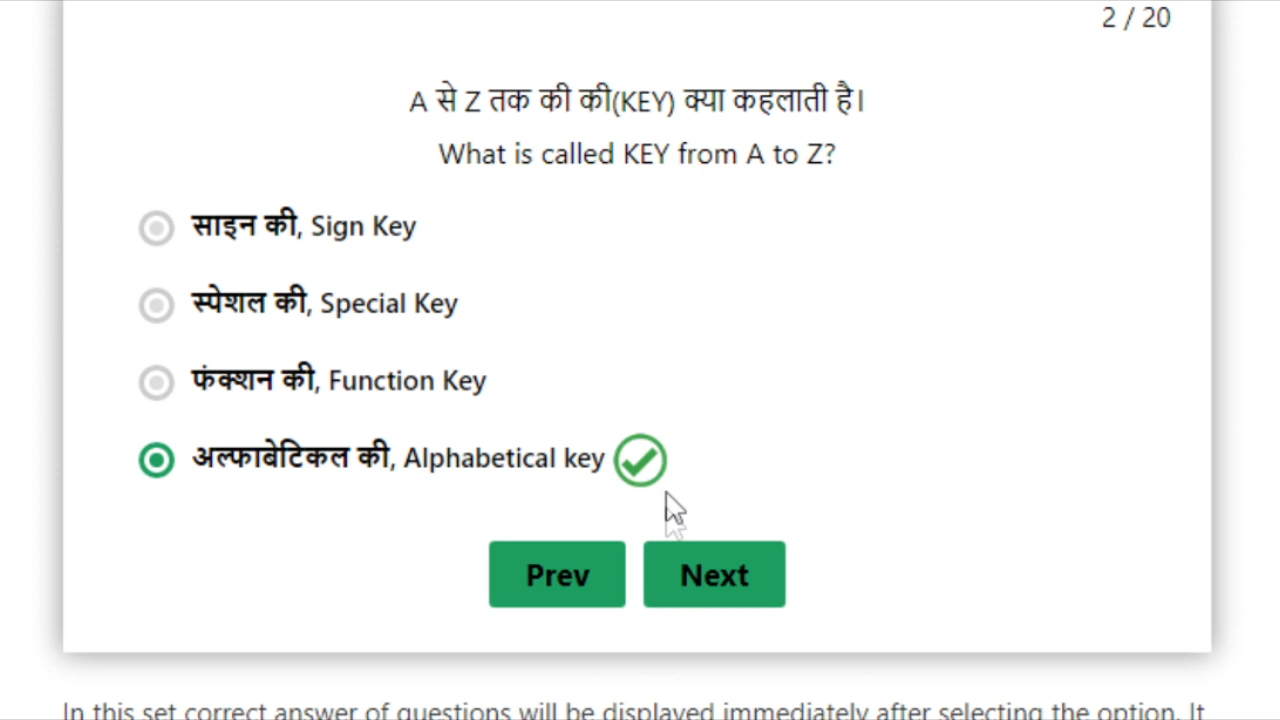 2 / 20
A से Z तक की की(KEY) क्या कहलाती है।
What is called KEY from A to Z?
साइन की, Sign Key
स्पेशल की, Special Key
फंक्शन की, Function Key
अल्फाबेटिकल की, Alphabetical key
Prev Next
In this set correct answer of questions will be displayed immediately after selecting the option. It